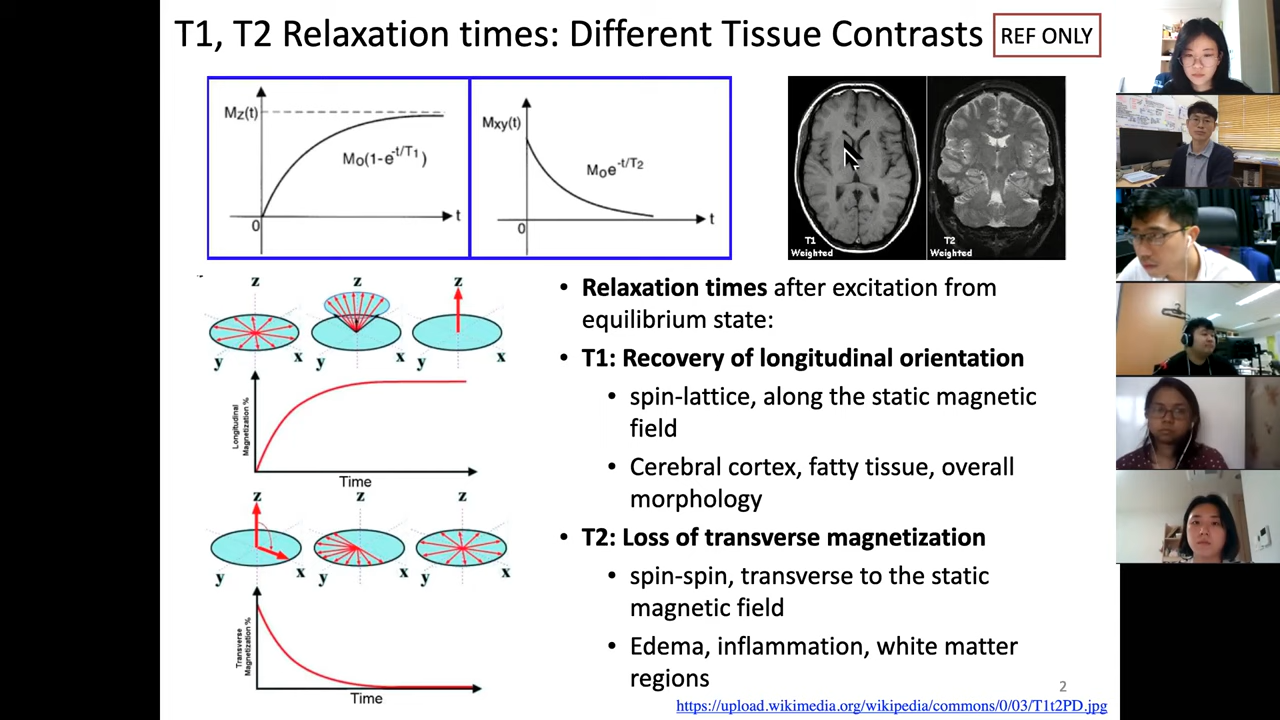 T1, T2 Relaxation times: Different Tissue Contrasts
REF ONLY
Mz(t)
Mo(1-e-t/T1)
0
t
Mxy(t)
Moe-t/T2
0
t
T1
Weighted
T2
Weighted
z
z
z
y
x
y
x
y
x
Longitudinal
Magnetization %
Time
z
z
z
y
x
y
x
y
x
Transverse
Magnetization %
Time
• Relaxation times after excitation from
equilibrium state:
• T1: Recovery of longitudinal orientation
• spin-lattice, along the static magnetic
field
• Cerebral cortex, fatty tissue, overall
morphology
• T2: Loss of transverse magnetization
• spin-spin, transverse to the static
magnetic field
• Edema, inflammation, white matter
regions
2
https://upload.wikimedia.org/wikipedia/commons/0/03/T1t2PD.jpg